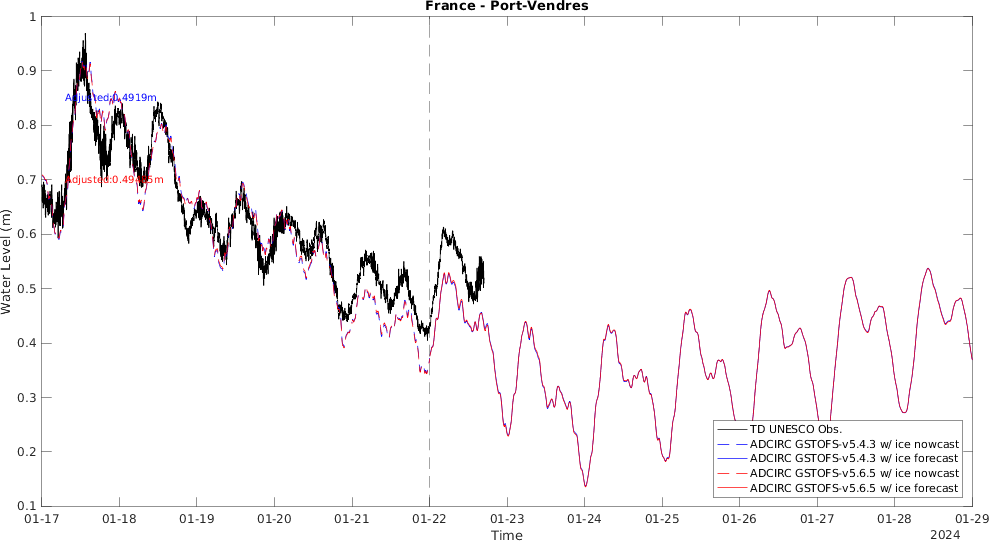 France - Port-Vendres
Water Level (m)
1
0.9
0.8
0.7
0.6
0.5
0.4
0.3
0.2
0.1
Adjusted:0.4919m
TD UNESCO Obs.
ADCIRC GSTOFS-v5.4.3 w/ ice nowcast
ADCIRC GSTOFS-v5.4.3 w/ ice forecast
ADCIRC GSTOFS-v5.6.5 w/ ice nowcast
ADCIRC GSTOFS-v5.6.5 w/ ice forecast
01-17 01-18 01-19 01-20 01-21 01-22 01-23 01-24 01-25 01-26 01-27 01-28 01-29
Time
2024